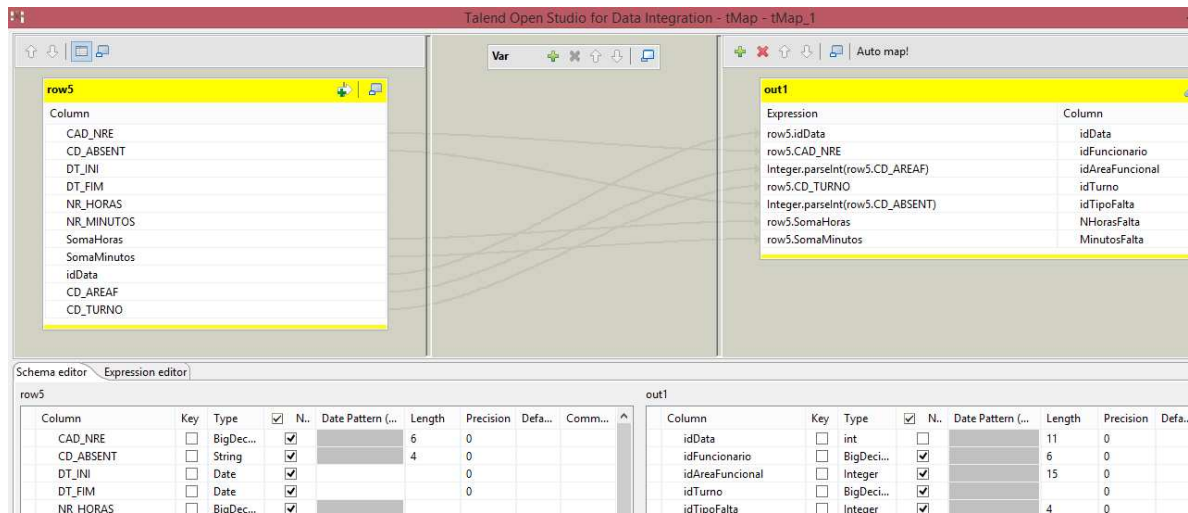 Talend Open Studio for Data Integration - tMap - tMap_1
Var
Auto map!
row5
Column
CAD_NRE
CD_ABSENT
DT_INI
DT_FIM
NR_HORAS
NR_MINUTOS
SomaHoras
SomaMinutos
idData
CD_AREAF
CD_TURNO
out1
Expression Column
row5.idData idData
row5.CAD_NRE idFuncionario
Integer.parseInt(row5.CD_AREAF) idAreaFuncional
row5.CD_TURNO idTurno
Integer.parseInt(row5.CD_ABSENT) idTipoFalta
row5.SomaHoras NHorasFalta
row5.SomaMinutos MinutosFalta
Schema editor Expression editor
row5
Column Key Type N.. Date Pattern (... Length Precision Defa... Comm...
CAD_NRE BigDec... 6 0
CD_ABSENT String 4 0
DT_INI Date 0
DT_FIM Date 0
NR_HORAS BigDec...
out1
Column Key Type N.. Date Pattern (... Length Precision Defa..
idData int 11 0
idFuncionario BigDeci... 6 0
idAreaFuncional Integer 15 0
idTurno BigDeci... 0
idTipoFalta Integer 4 0